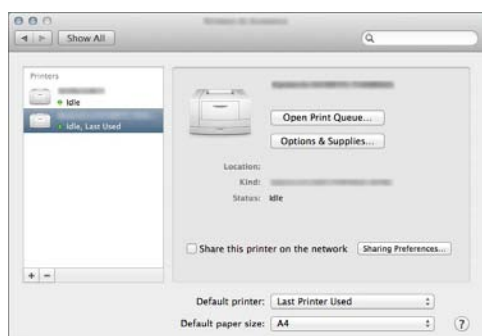 Show All
Printers
Idle
Idle, Last Used
Open Print Queue...
Options & Supplies...
Location:
Kind:
Status: Idle
Share this printer on the network Sharing Preferences...
+ −
Default printer: Last Printer Used
Default paper size: A4
?